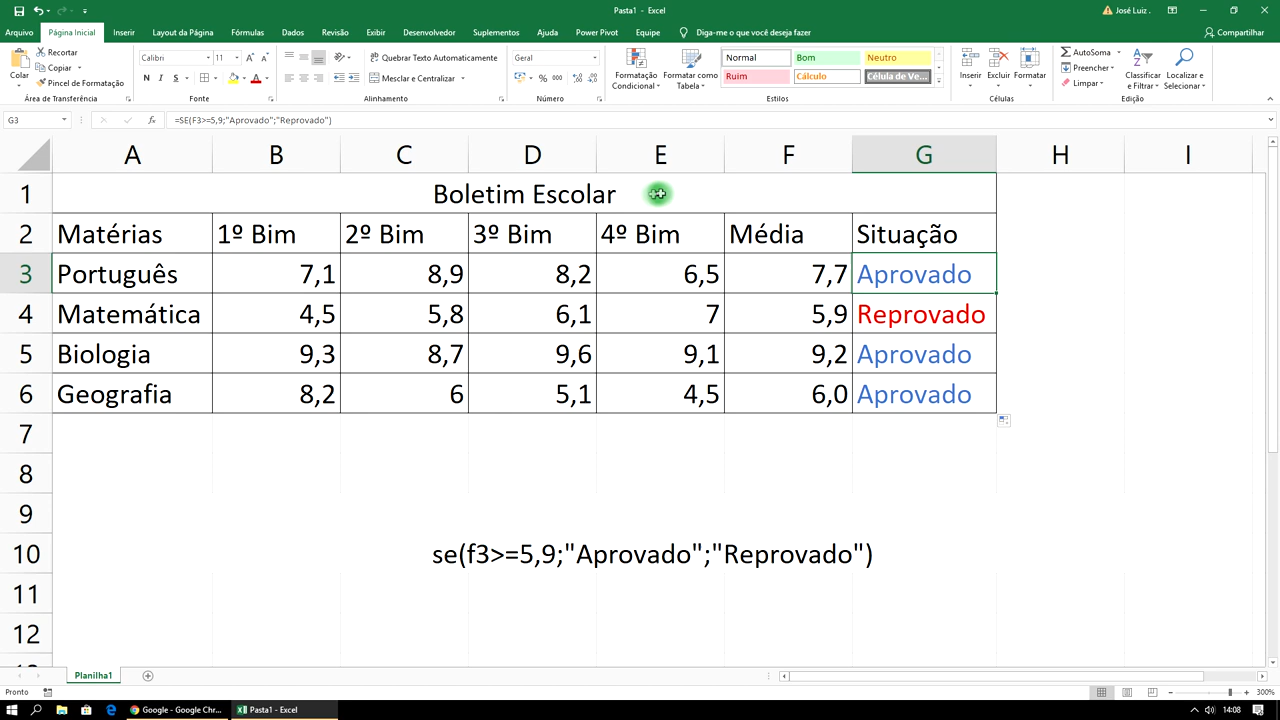 Pasta1 - Excel
José Luiz .
Arquivo Página Inicial Inserir Layout da Página Fórmulas Dados Revisão Exibir Desenvolvedor Suplementos Ajuda Power Pivot Equipe Diga-me o que você deseja fazer Compartilhar
Colar
Recortar
Copiar
Pincel de Formatação
Área de Transferência
Calibri 11
N I S
Fonte
Quebrar Texto Automaticamente
Mesclar e Centralizar
Alinhamento
Geral
% 000
Número
Formatação Condicional
Formatar como Tabela
Normal Bom Neutro
Ruim Cálculo Célula de Ve...
Estilos
Inserir Excluir Formatar
Células
AutoSoma
Preencher
Limpar
Classificar e Filtrar
Localizar e Selecionar
Edição
G3 fx =SE(F3>=5,9;"Aprovado";"Reprovado")
A B C D E F G H I
1 Boletim Escolar
2 Matérias 1º Bim 2º Bim 3º Bim 4º Bim Média Situação
3 Português 7,1 8,9 8,2 6,5 7,7 Aprovado
4 Matemática 4,5 5,8 6,1 7 5,9 Reprovado
5 Biologia 9,3 8,7 9,6 9,1 9,2 Aprovado
6 Geografia 8,2 6 5,1 4,5 6,0 Aprovado
7
8
9
10 se(f3>=5,9;"Aprovado";"Reprovado")
11
12
Planilha1
Pronto 300%
Google - Google Chr... Pasta1 - Excel 14:08